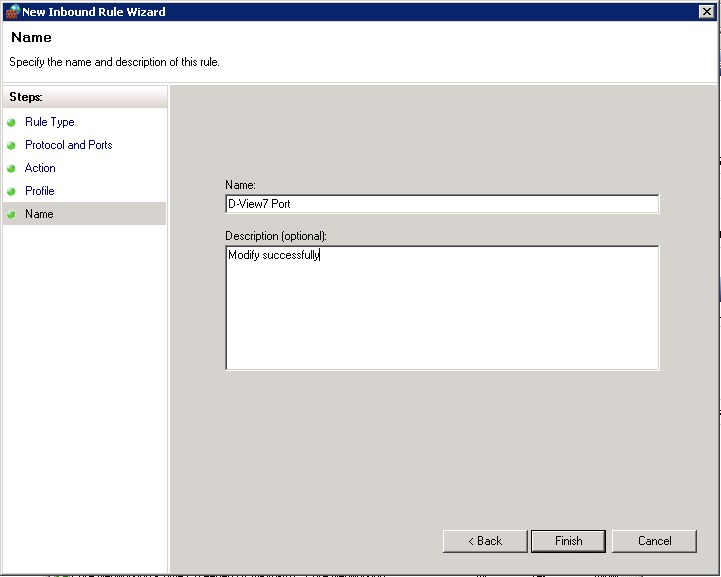 New Inbound Rule Wizard
Name
Specify the name and description of this rule.
Steps:
Rule Type
Protocol and Ports
Action
Profile
Name
Name:
D-View7 Port
Description (optional):
Modify successfully
< Back
Finish
Cancel